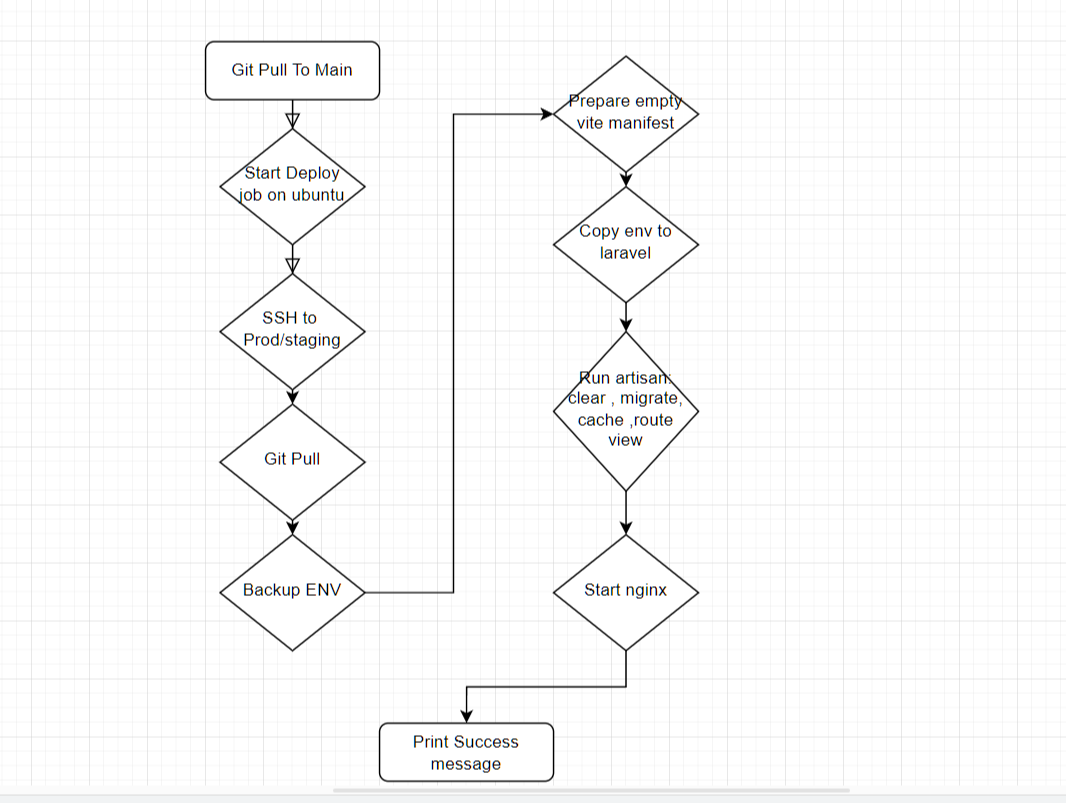 Git Pull To Main
Start Deploy
job on ubuntu
SSH to
Prod/staging
Git Pull
Backup ENV
Prepare empty
vite manifest
Copy env to
laravel
Run artisan:
clear , migrate,
cache ,route
view
Start nginx
Print Success
message